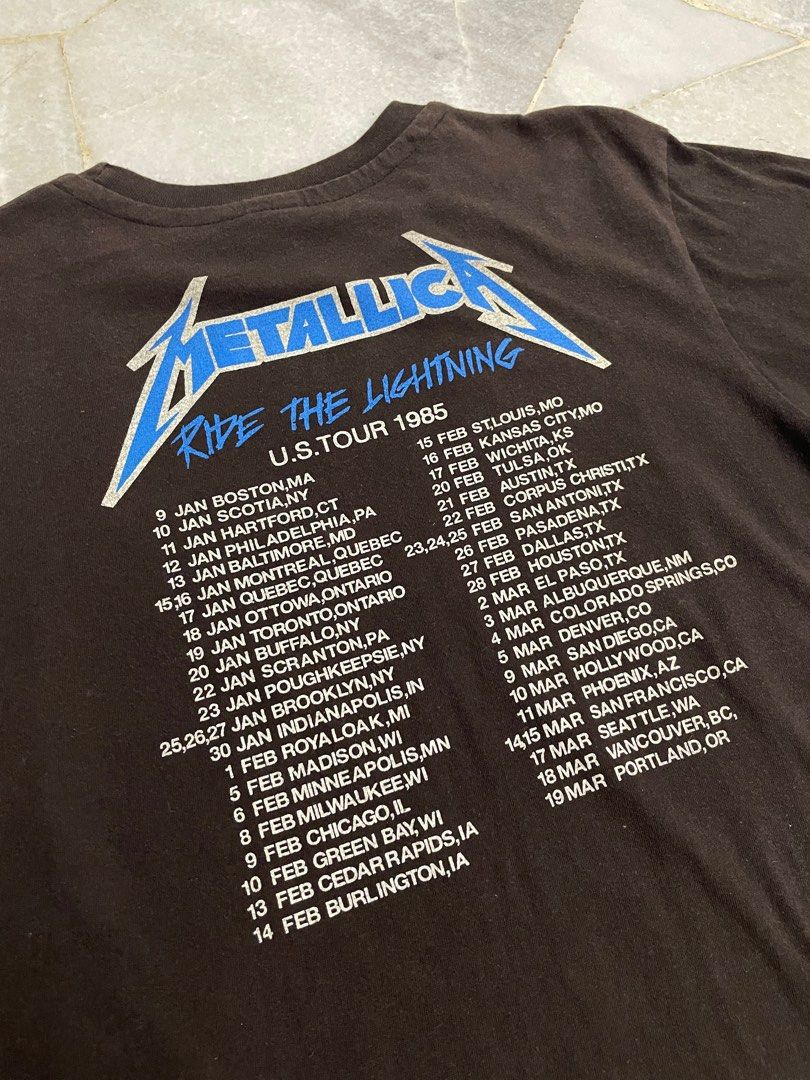 METALLICA
RIDE THE LIGHTNING
U.S.TOUR 1985
9 JAN BOSTON,MA
10 JAN SCOTIA,NY
11 JAN HARTFORD,CT
12 JAN PHILADELPHIA,PA
13 JAN BALTIMORE,MD
15,16 JAN MONTREAL,QUEBEC
17 JAN QUEBEC,QUEBEC
18 JAN OTTOWA,ONTARIO
19 JAN TORONTO,ONTARIO
20 JAN BUFFALO,NY
22 JAN SCRANTON,PA
23 JAN POUGHKEEPSIE,NY
25,26,27 JAN BROOKLYN,NY
30 JAN INDIANAPOLIS,IN
1 FEB ROYALOAK,MI
5 FEB MADISON,WI
6 FEB MINNEAPOLIS,MN
8 FEB MILWAUKEE,WI
9 FEB CHICAGO,IL
10 FEB GREEN BAY,WI
13 FEB CEDAR RAPIDS,IA
14 FEB BURLINGTON,IA
15 FEB ST,LOUIS,MO
16 FEB KANSAS CITY,MO
17 FEB WICHITA,KS
20 FEB TULSA,OK
21 FEB AUSTIN,TX
22 FEB CORPUS CHRISTI,TX
23,24,25 FEB SAN ANTONI,TX
26 FEB PASADENA,TX
27 FEB DALLAS,TX
28 FEB HOUSTON,TX
2 MAR EL PASO,TX
3 MAR ALBUQUERQUE,NM
4 MAR COLORADO SPRINGS,CO
5 MAR DENVER,CO
9 MAR SAN DIEGO,CA
10 MAR HOLLYWOOD,CA
11 MAR PHOENIX,AZ
14,15 MAR SAN FRANCISCO,CA
17 MAR SEATTLE,WA
18 MAR VANCOUVER,BC,
19 MAR PORTLAND,OR